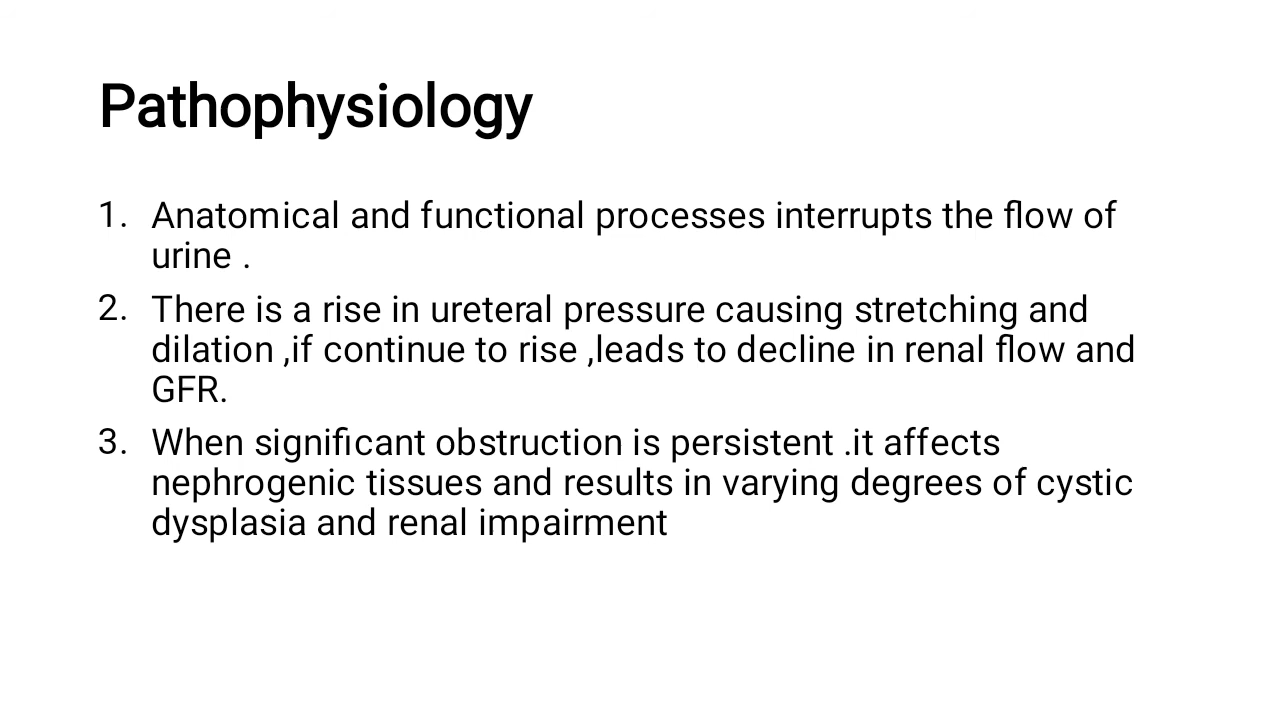 Pathophysiology
1. Anatomical and functional processes interrupts the flow of
urine .
2. There is a rise in ureteral pressure causing stretching and
dilation ,if continue to rise ,leads to decline in renal flow and
GFR.
3. When significant obstruction is persistent .it affects
nephrogenic tissues and results in varying degrees of cystic
dysplasia and renal impairment